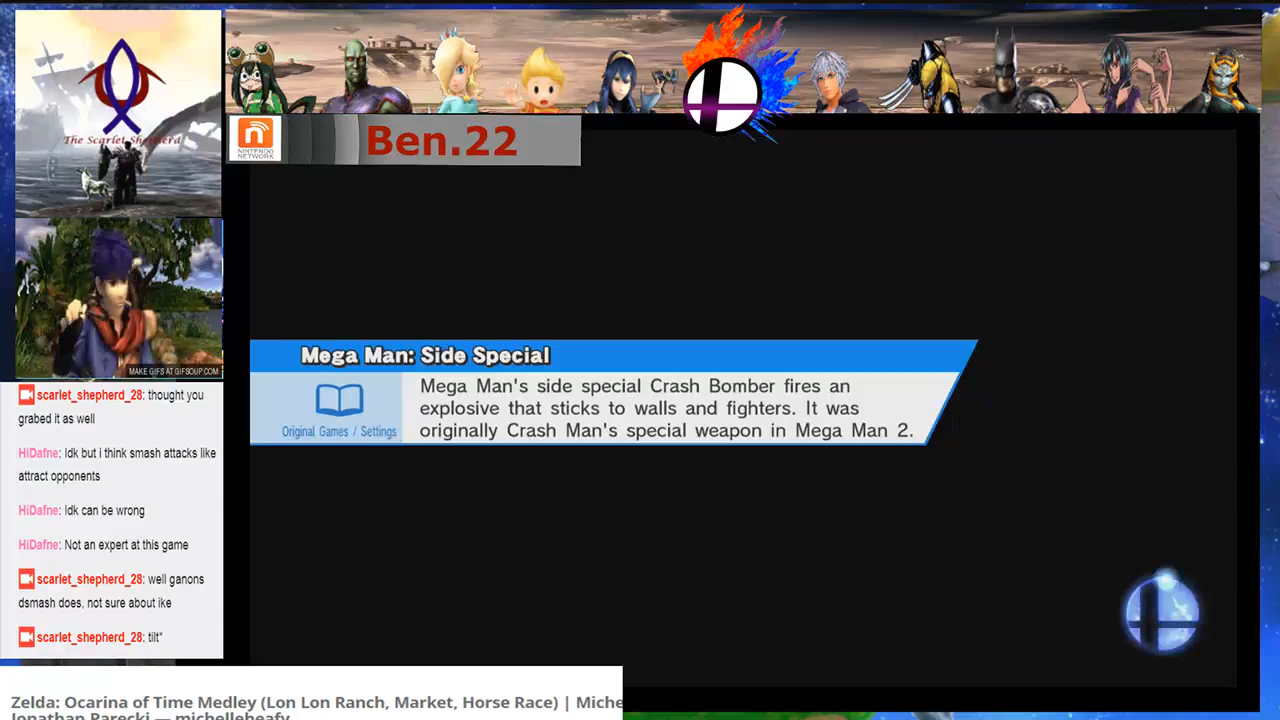 The Scarlet Shepherd
NINTENDO NETWORK
Ben.22
MAKE GIFS AT GIFSOUP.COM
Mega Man: Side Special
Original Games / Settings
Mega Man's side special Crash Bomber fires an
explosive that sticks to walls and fighters. It was
originally Crash Man's special weapon in Mega Man 2.
scarlet_shepherd_28: thought you
grabed it as well
HiDafne: Idk but i think smash attacks like
attract opponents
HiDafne: Idk can be wrong
HiDafne: Not an expert at this game
scarlet_shepherd_28: well ganons
dsmash does, not sure about ike
scarlet_shepherd_28: tilt"
Zelda: Ocarina of Time Medley (Lon Lon Ranch, Market, Horse Race) | Miche
Jonathan Parecki — michelleheafy